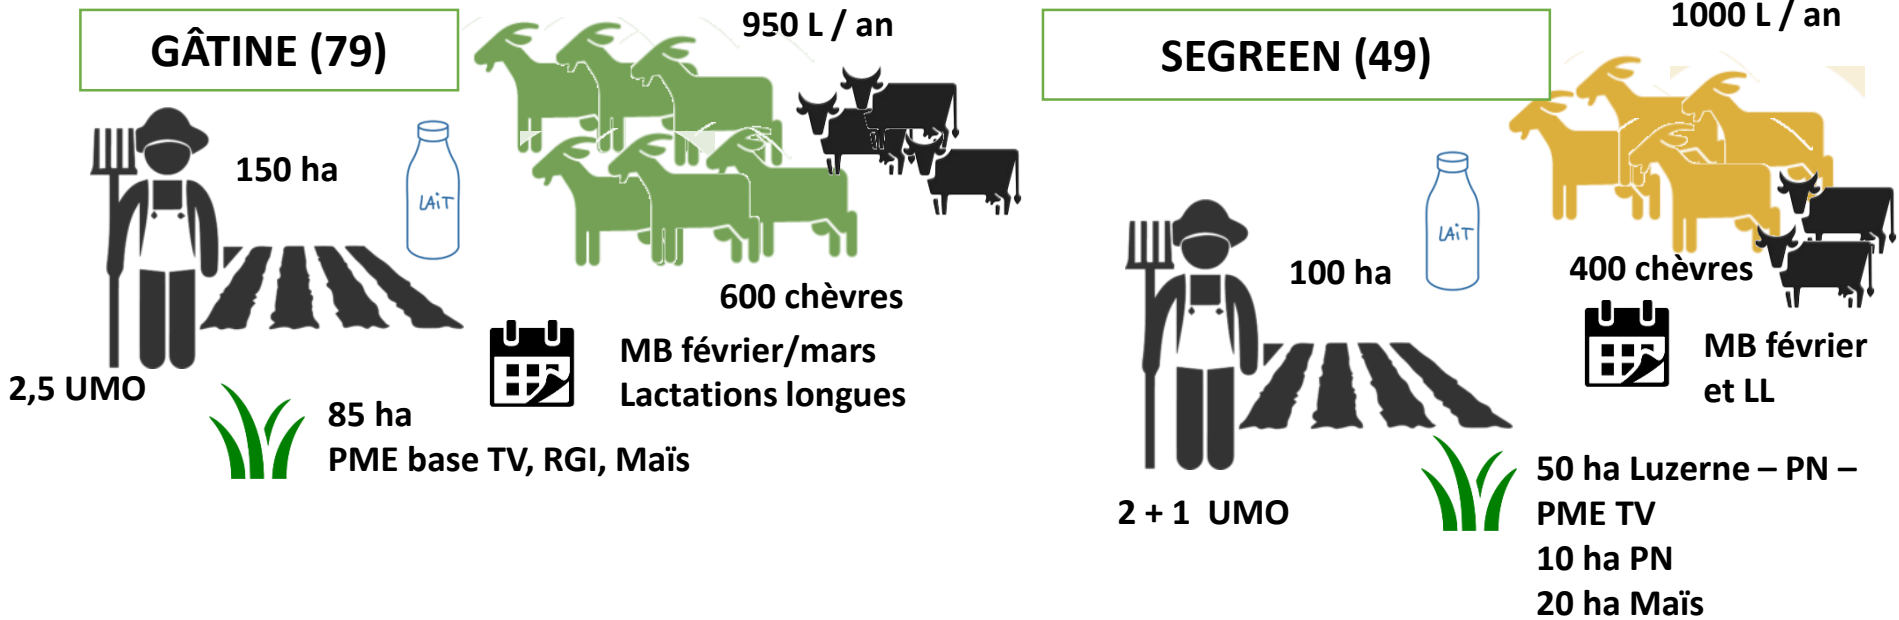 GÂTINE (79)
950 L / an
150 ha
LAiT
600 chèvres
MB février/mars
Lactations longues
2,5 UMO
85 ha
PME base TV, RGI, Maïs
SEGREEN (49)
1000 L / an
100 ha
LAiT
400 chèvres
MB février
et LL
2 + 1 UMO
50 ha Luzerne – PN –
PME TV
10 ha PN
20 ha Maïs